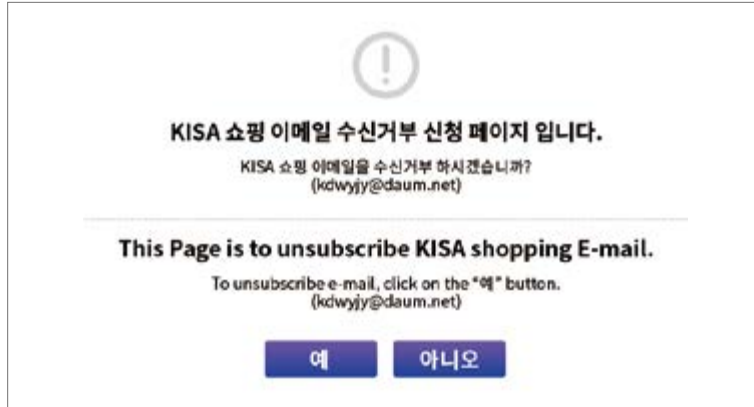 KISA 쇼핑 이메일 수신거부 신청 페이지 입니다.
KISA 쇼핑 이메일을 수신거부 하시겠습니까?
(kdwyjy@daum.net)
This Page is to unsubscribe KISA shopping E-mail.
To unsubscribe e-mail, click on the "예" button.
(kdwyjy@daum.net)
예 아니오